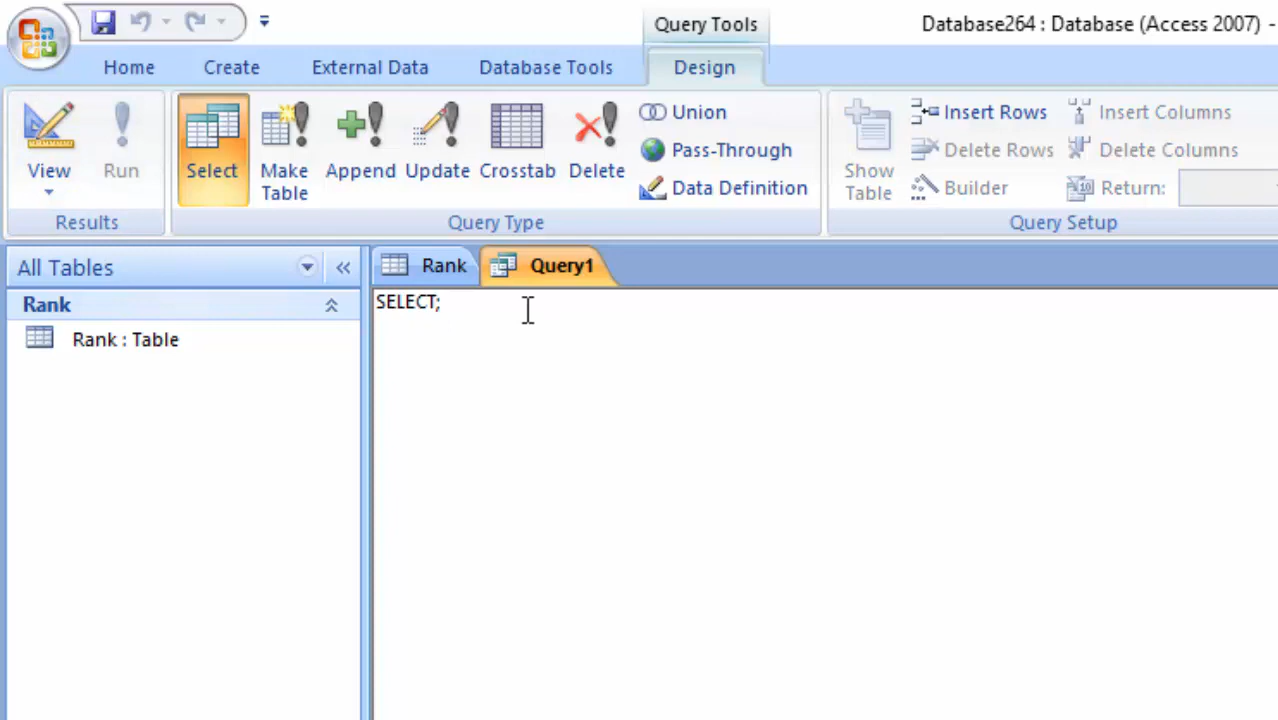 Query Tools
Database264 : Database (Access 2007) -
Home
Create
External Data
Database Tools
Design
View
Run
Select
Make Table
Append
Update
Crosstab
Delete
Union
Pass-Through
Data Definition
Show Table
Insert Rows
Delete Rows
Builder
Insert Columns
Delete Columns
Return:
Results
Query Type
Query Setup
All Tables
Rank
Rank : Table
Rank
Query1
SELECT;